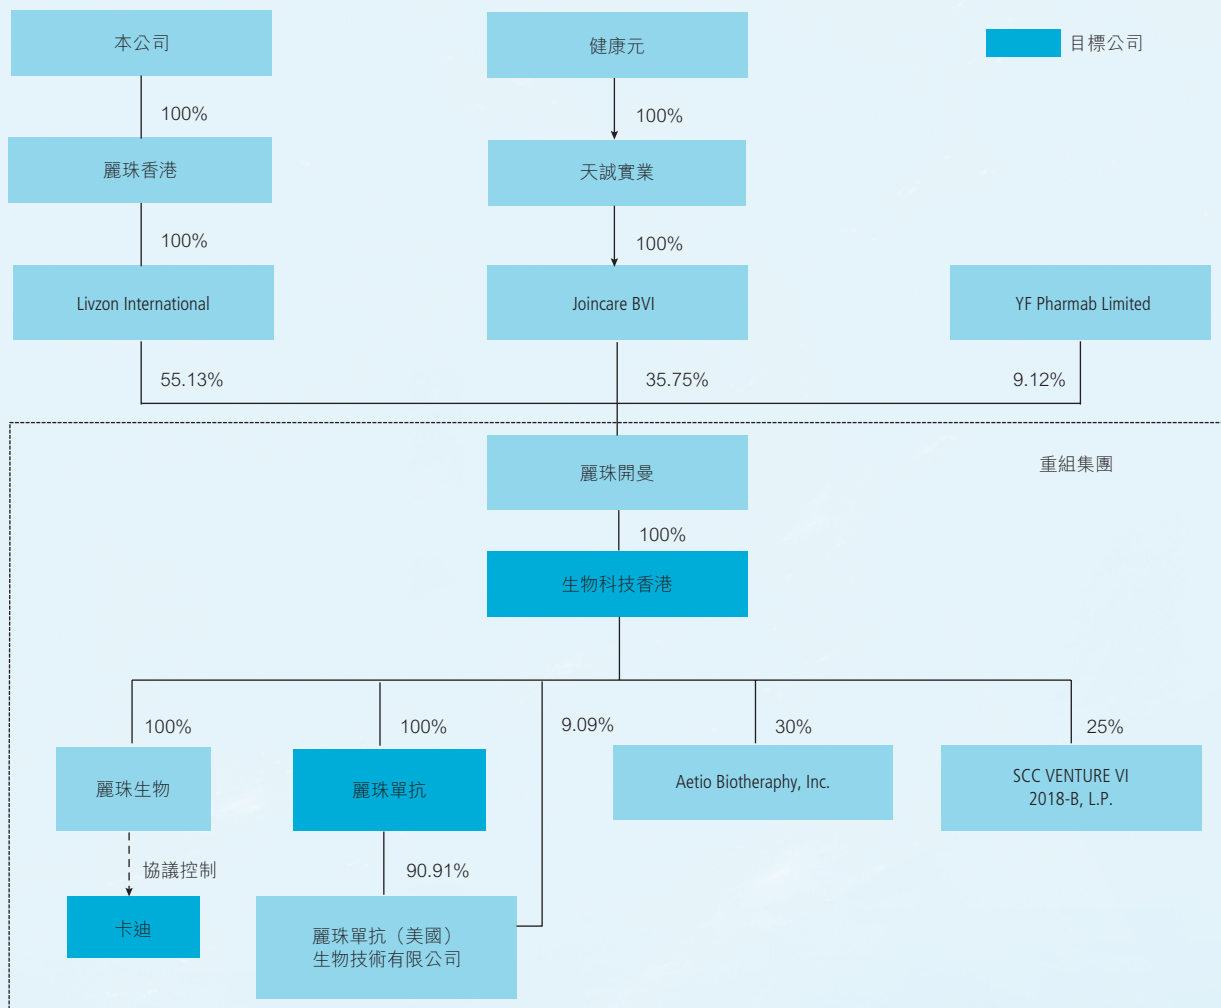 本公司
健康元
目標公司
100%
100%
麗珠香港
天誠實業
100%
100%
Livzon International
Joincare BVI
YF Pharmab Limited
55.13%
35.75%
9.12%
麗珠開曼
重組集團
100%
生物科技香港
100%
100%
9.09%
30%
25%
麗珠生物
麗珠單抗
Aetio Biotheraphy, Inc.
SCC VENTURE VI
2018-B, L.P.
協議控制
90.91%
卡迪
麗珠單抗（美國）
生物技術有限公司